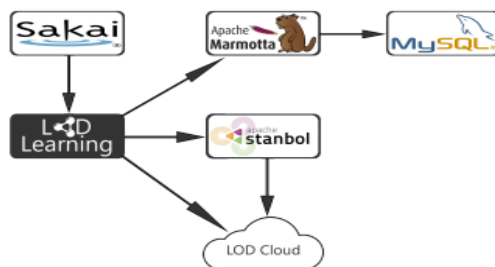 Sakai
Apache
Marmotta
MySQL
LOD
Learning
apache
stanbol
LOD Cloud